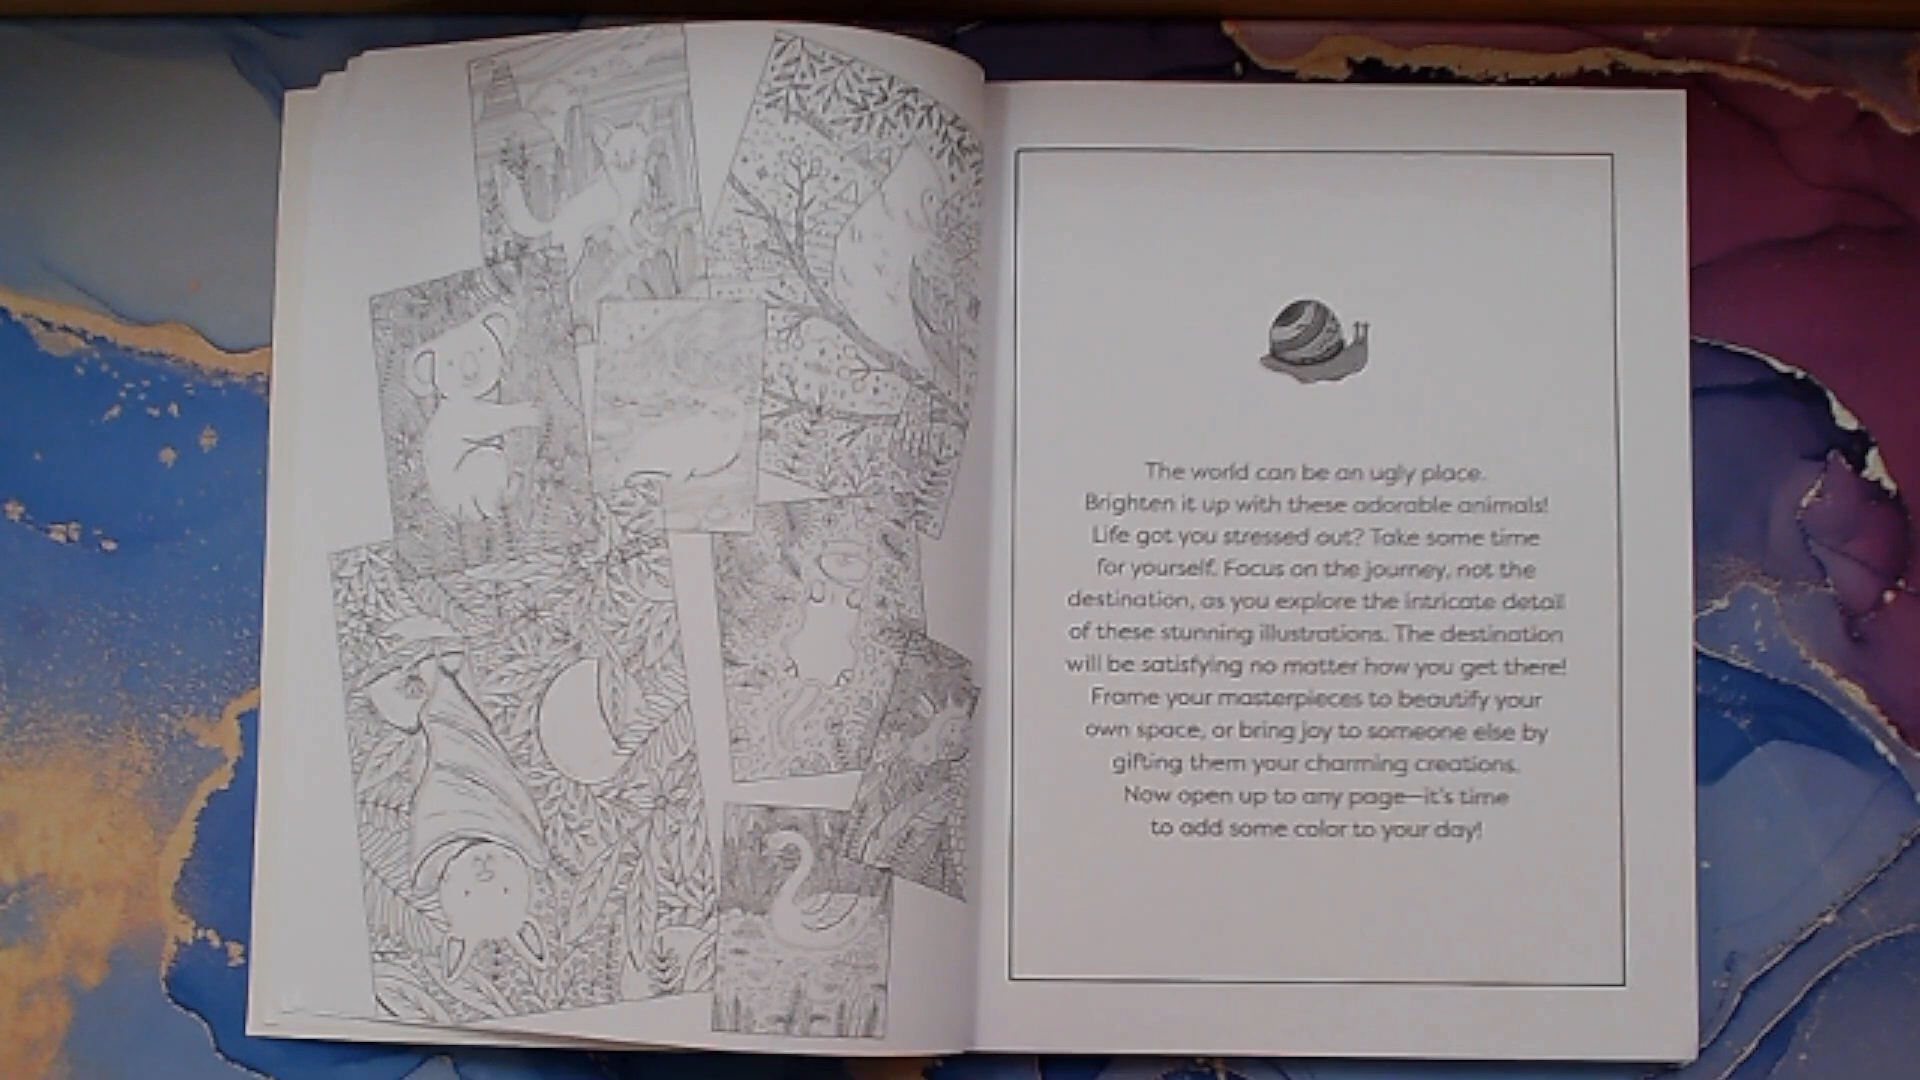 The world can be an ugly place.
Brighten it up with these adorable animals!
Life got you stressed out? Take some time
for yourself. Focus on the journey, not the
destination, as you explore the intricate detail
of these stunning illustrations. The destination
will be satisfying no matter how you get there!
Frame your masterpieces to beautify your
own space, or bring joy to someone else by
gifting them your charming creations.
Now open up to any page—it's time
to add some color to your day!